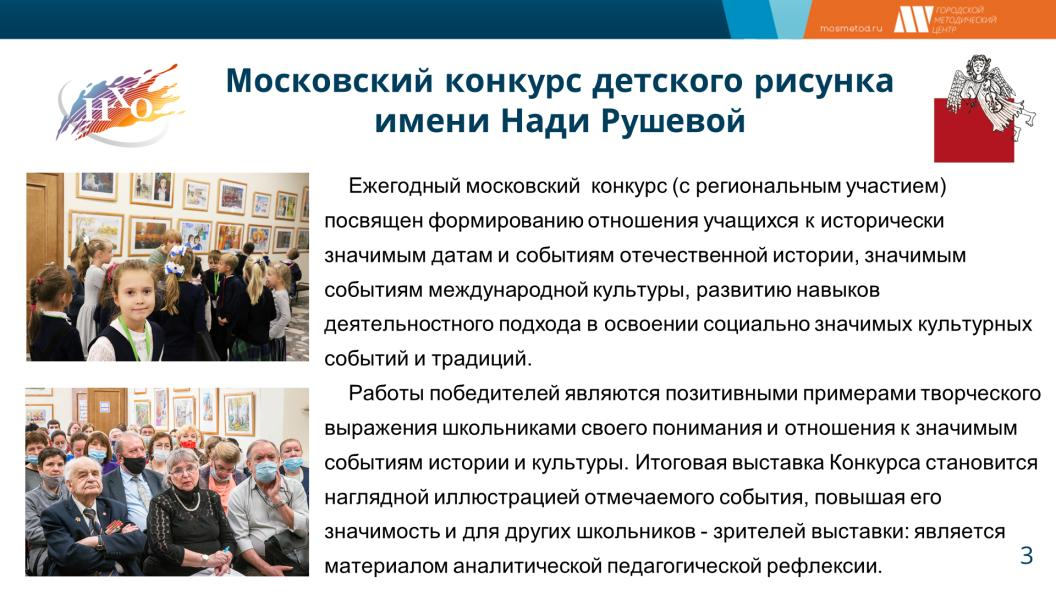 mosmetod.ru
ГОРОДСКОЙ
МЕТОДИЧЕСКИЙ
ЦЕНТР
НХО
Московский конкурс детского рисунка
имени Нади Рушевой
Ежегодный московский конкурс (с региональным участием)
посвящен формированию отношения учащихся к исторически
значимым датам и событиям отечественной истории, значимым
событиям международной культуры, развитию навыков
деятельностного подхода в освоении социально значимых культурных
событий и традиций.
Работы победителей являются позитивными примерами творческого
выражения школьниками своего понимания и отношения к значимым
событиям истории и культуры. Итоговая выставка Конкурса становится
наглядной иллюстрацией отмечаемого события, повышая его
значимость и для других школьников - зрителей выставки: является
материалом аналитической педагогической рефлексии.
3